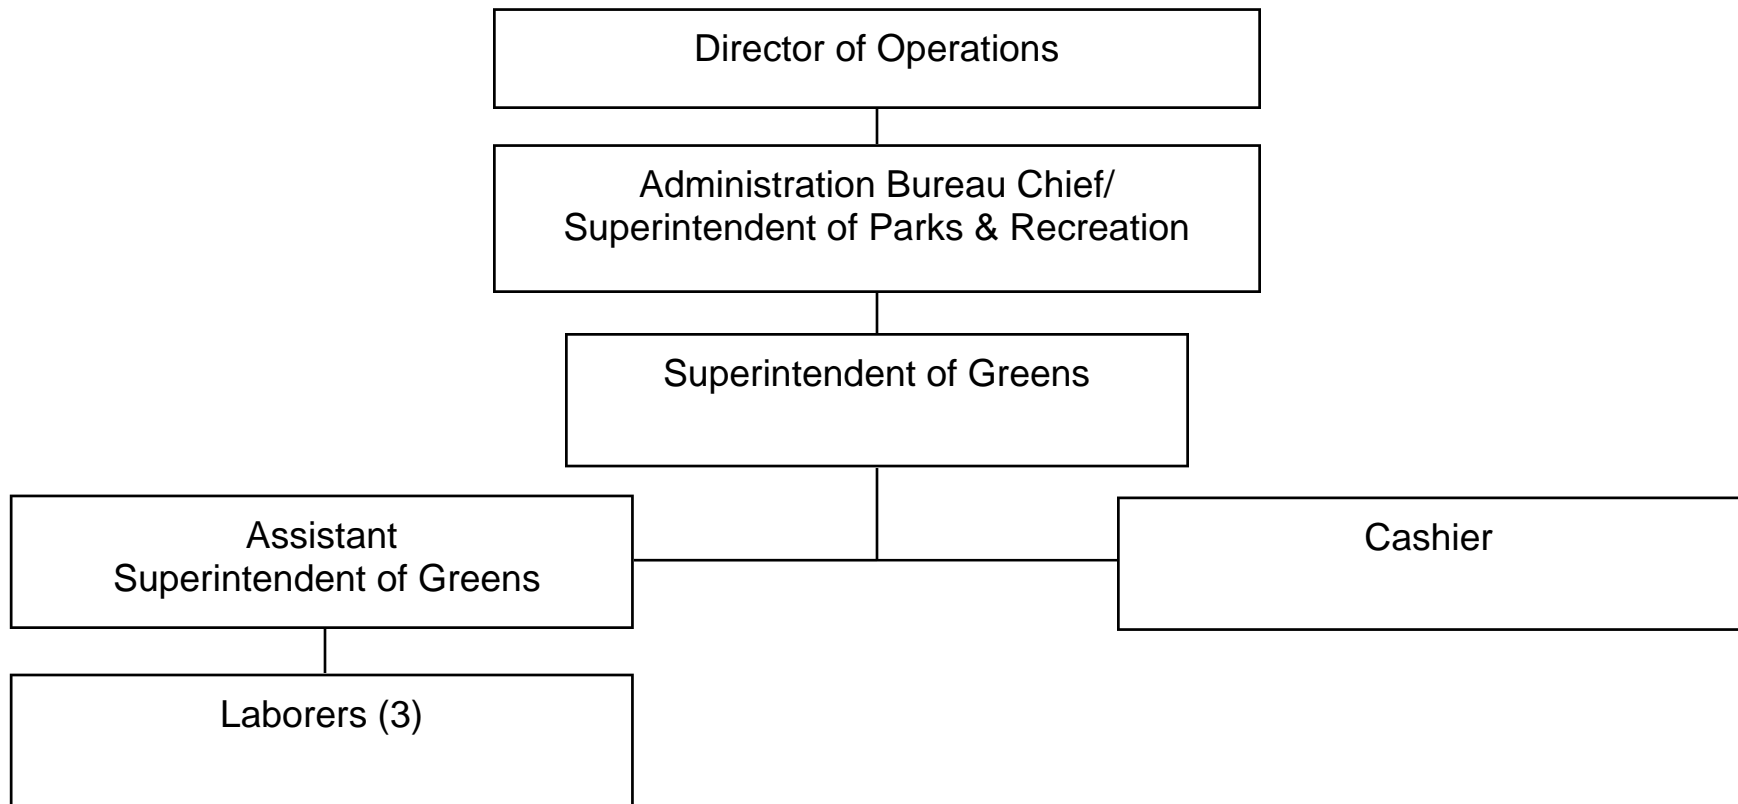 Director of Operations
Administration Bureau Chief/
Superintendent of Parks & Recreation
Superintendent of Greens
Assistant
Superintendent of Greens
Cashier
Laborers (3)